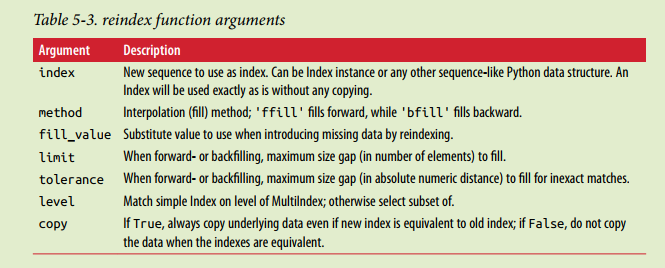 Table 5-3. reindex function arguments
Argument Description
index New sequence to use as index. Can be Index instance or any other sequence-like Python data structure. An
Index will be used exactly as is without any copying.
method Interpolation (fill) method; 'ffill' fills forward, while 'bfill' fills backward.
fill_value Substitute value to use when introducing missing data by reindexing.
limit When forward- or backfilling, maximum size gap (in number of elements) to fill.
tolerance When forward- or backfilling, maximum size gap (in absolute numeric distance) to fill for inexact matches.
level Match simple Index on level of MultiIndex; otherwise select subset of.
copy If True, always copy underlying data even if new index is equivalent to old index; if False, do not copy
the data when the indexes are equivalent.